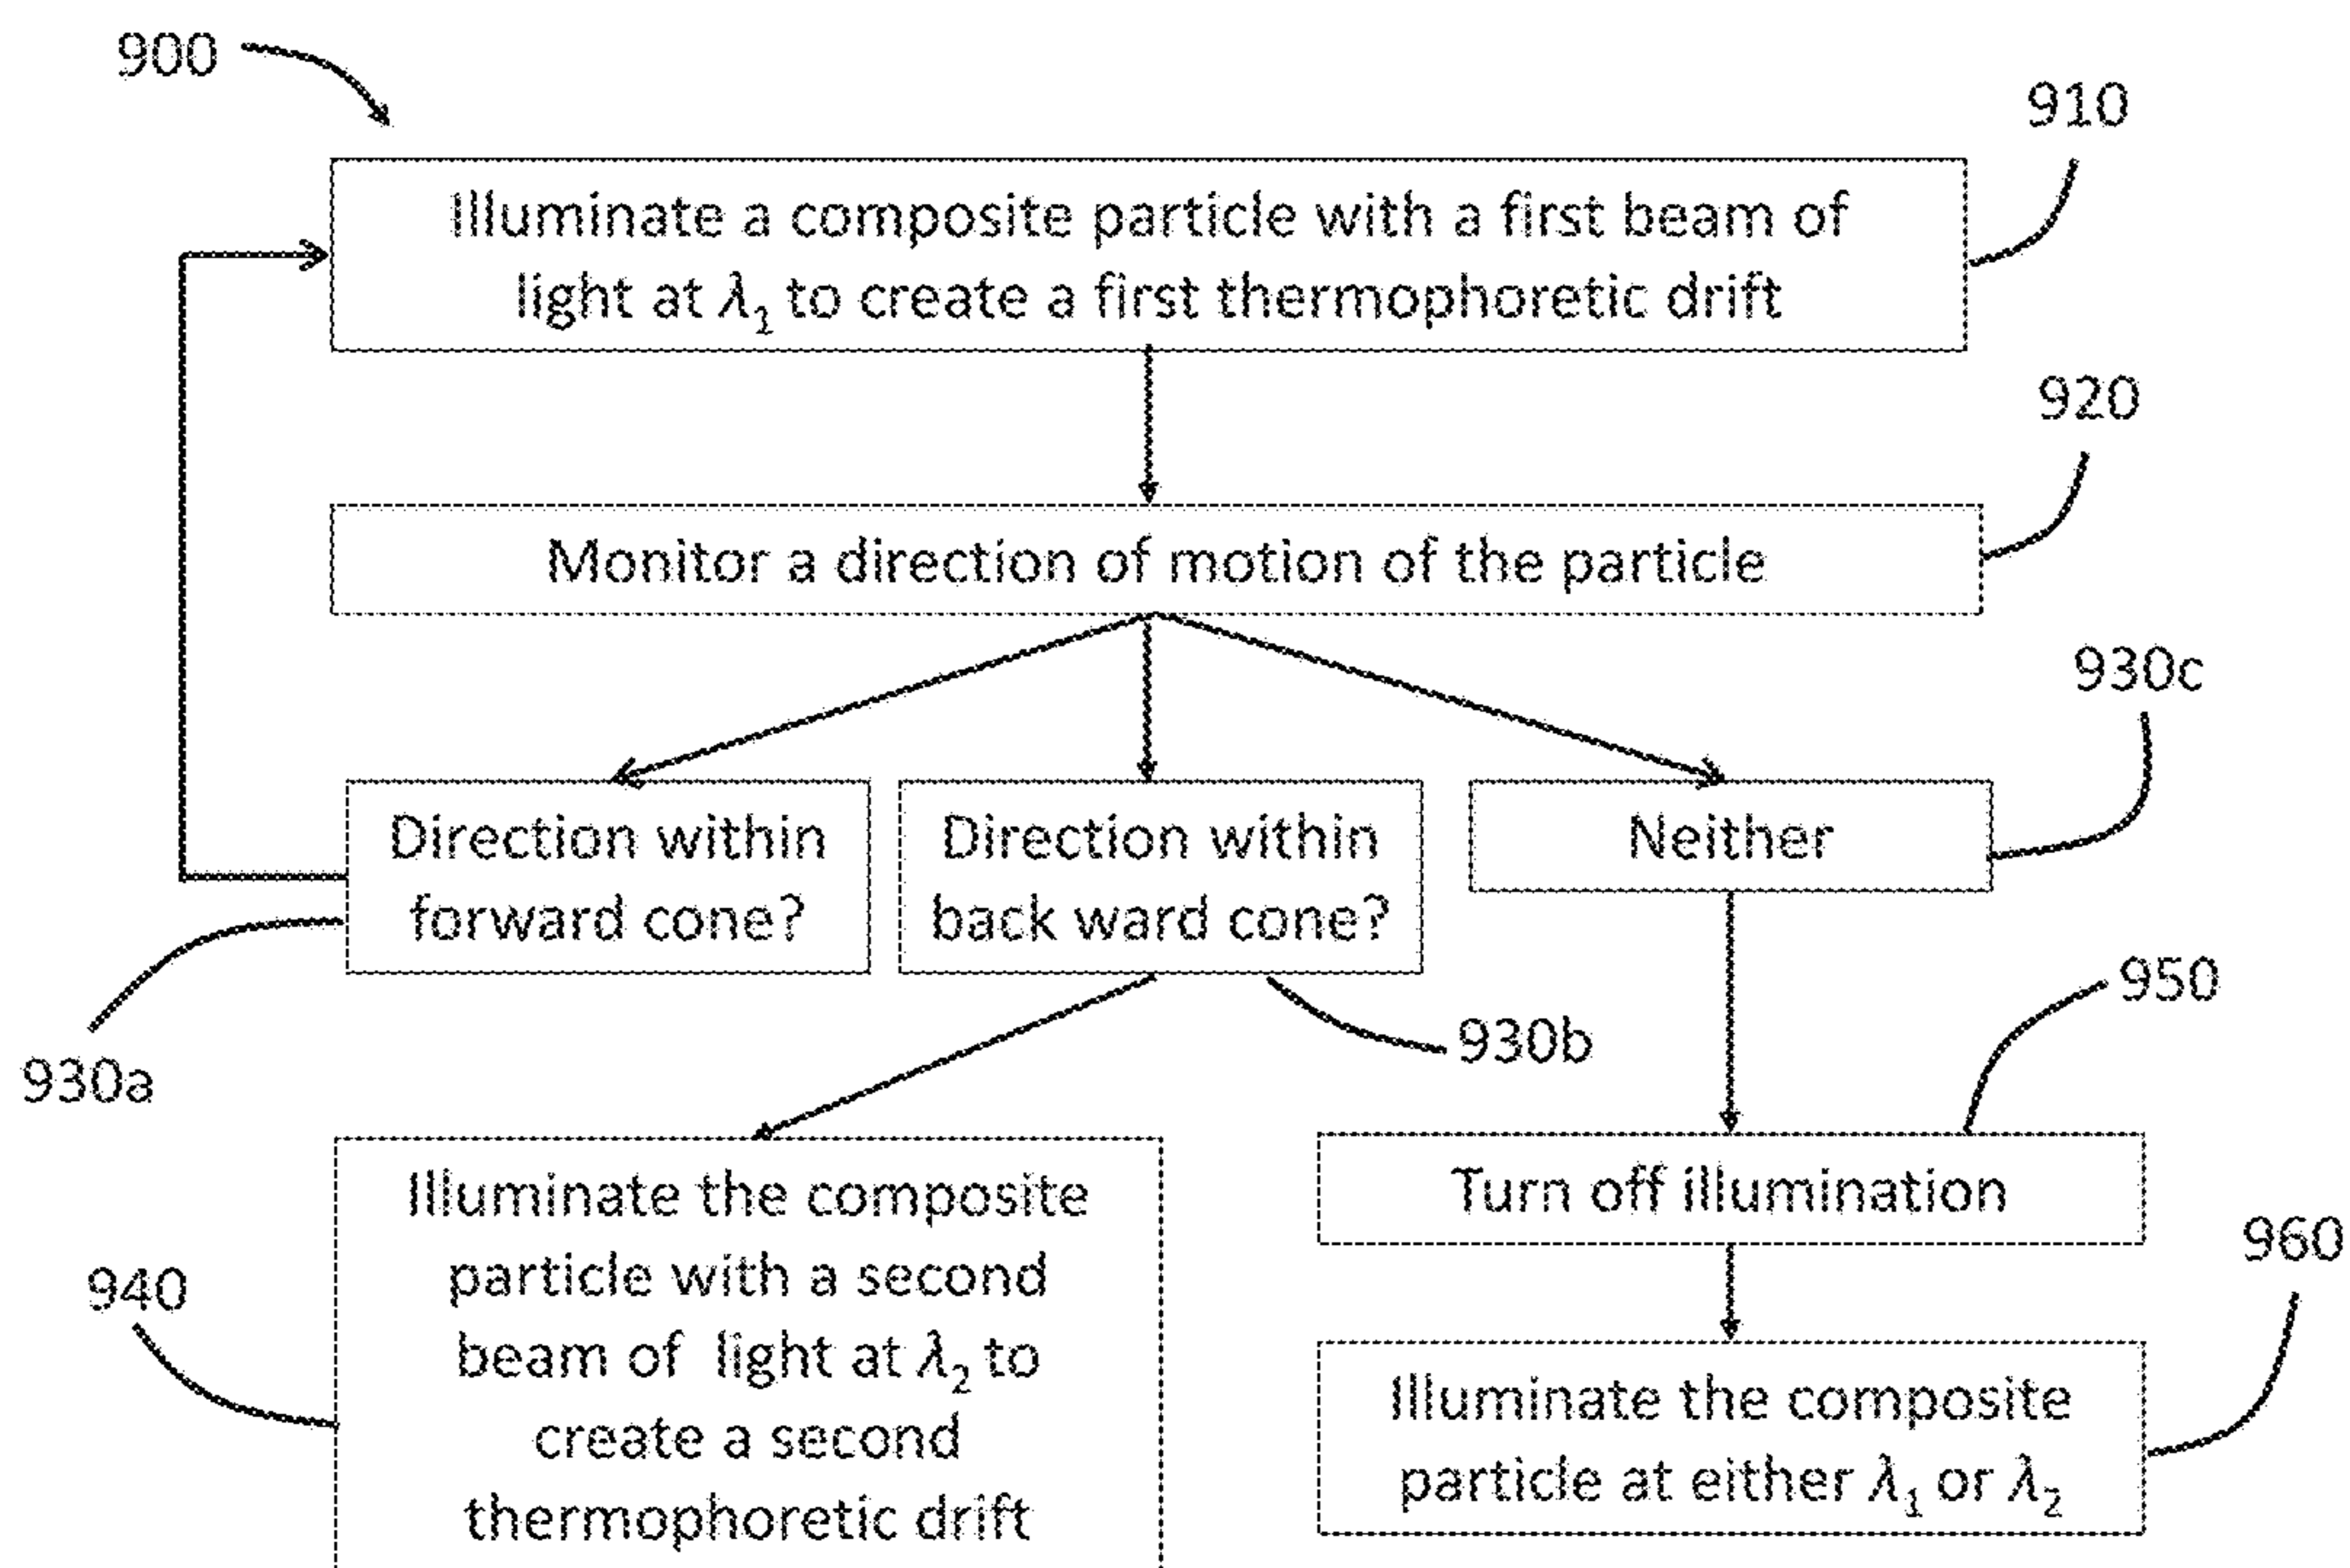 900
910
Illuminate a composite particle with a first beam of
light at λ₁ to create a first thermophoretic drift
920
Monitor a direction of motion of the particle
930c
Direction within
forward cone?
Direction within
back ward cone?
Neither
930a
930b
950
940
Illuminate the composite
particle with a second
beam of light at λ₂ to
create a second
thermophoretic drift
Turn off illumination
960
Illuminate the composite
particle at either λ₁ or λ₂